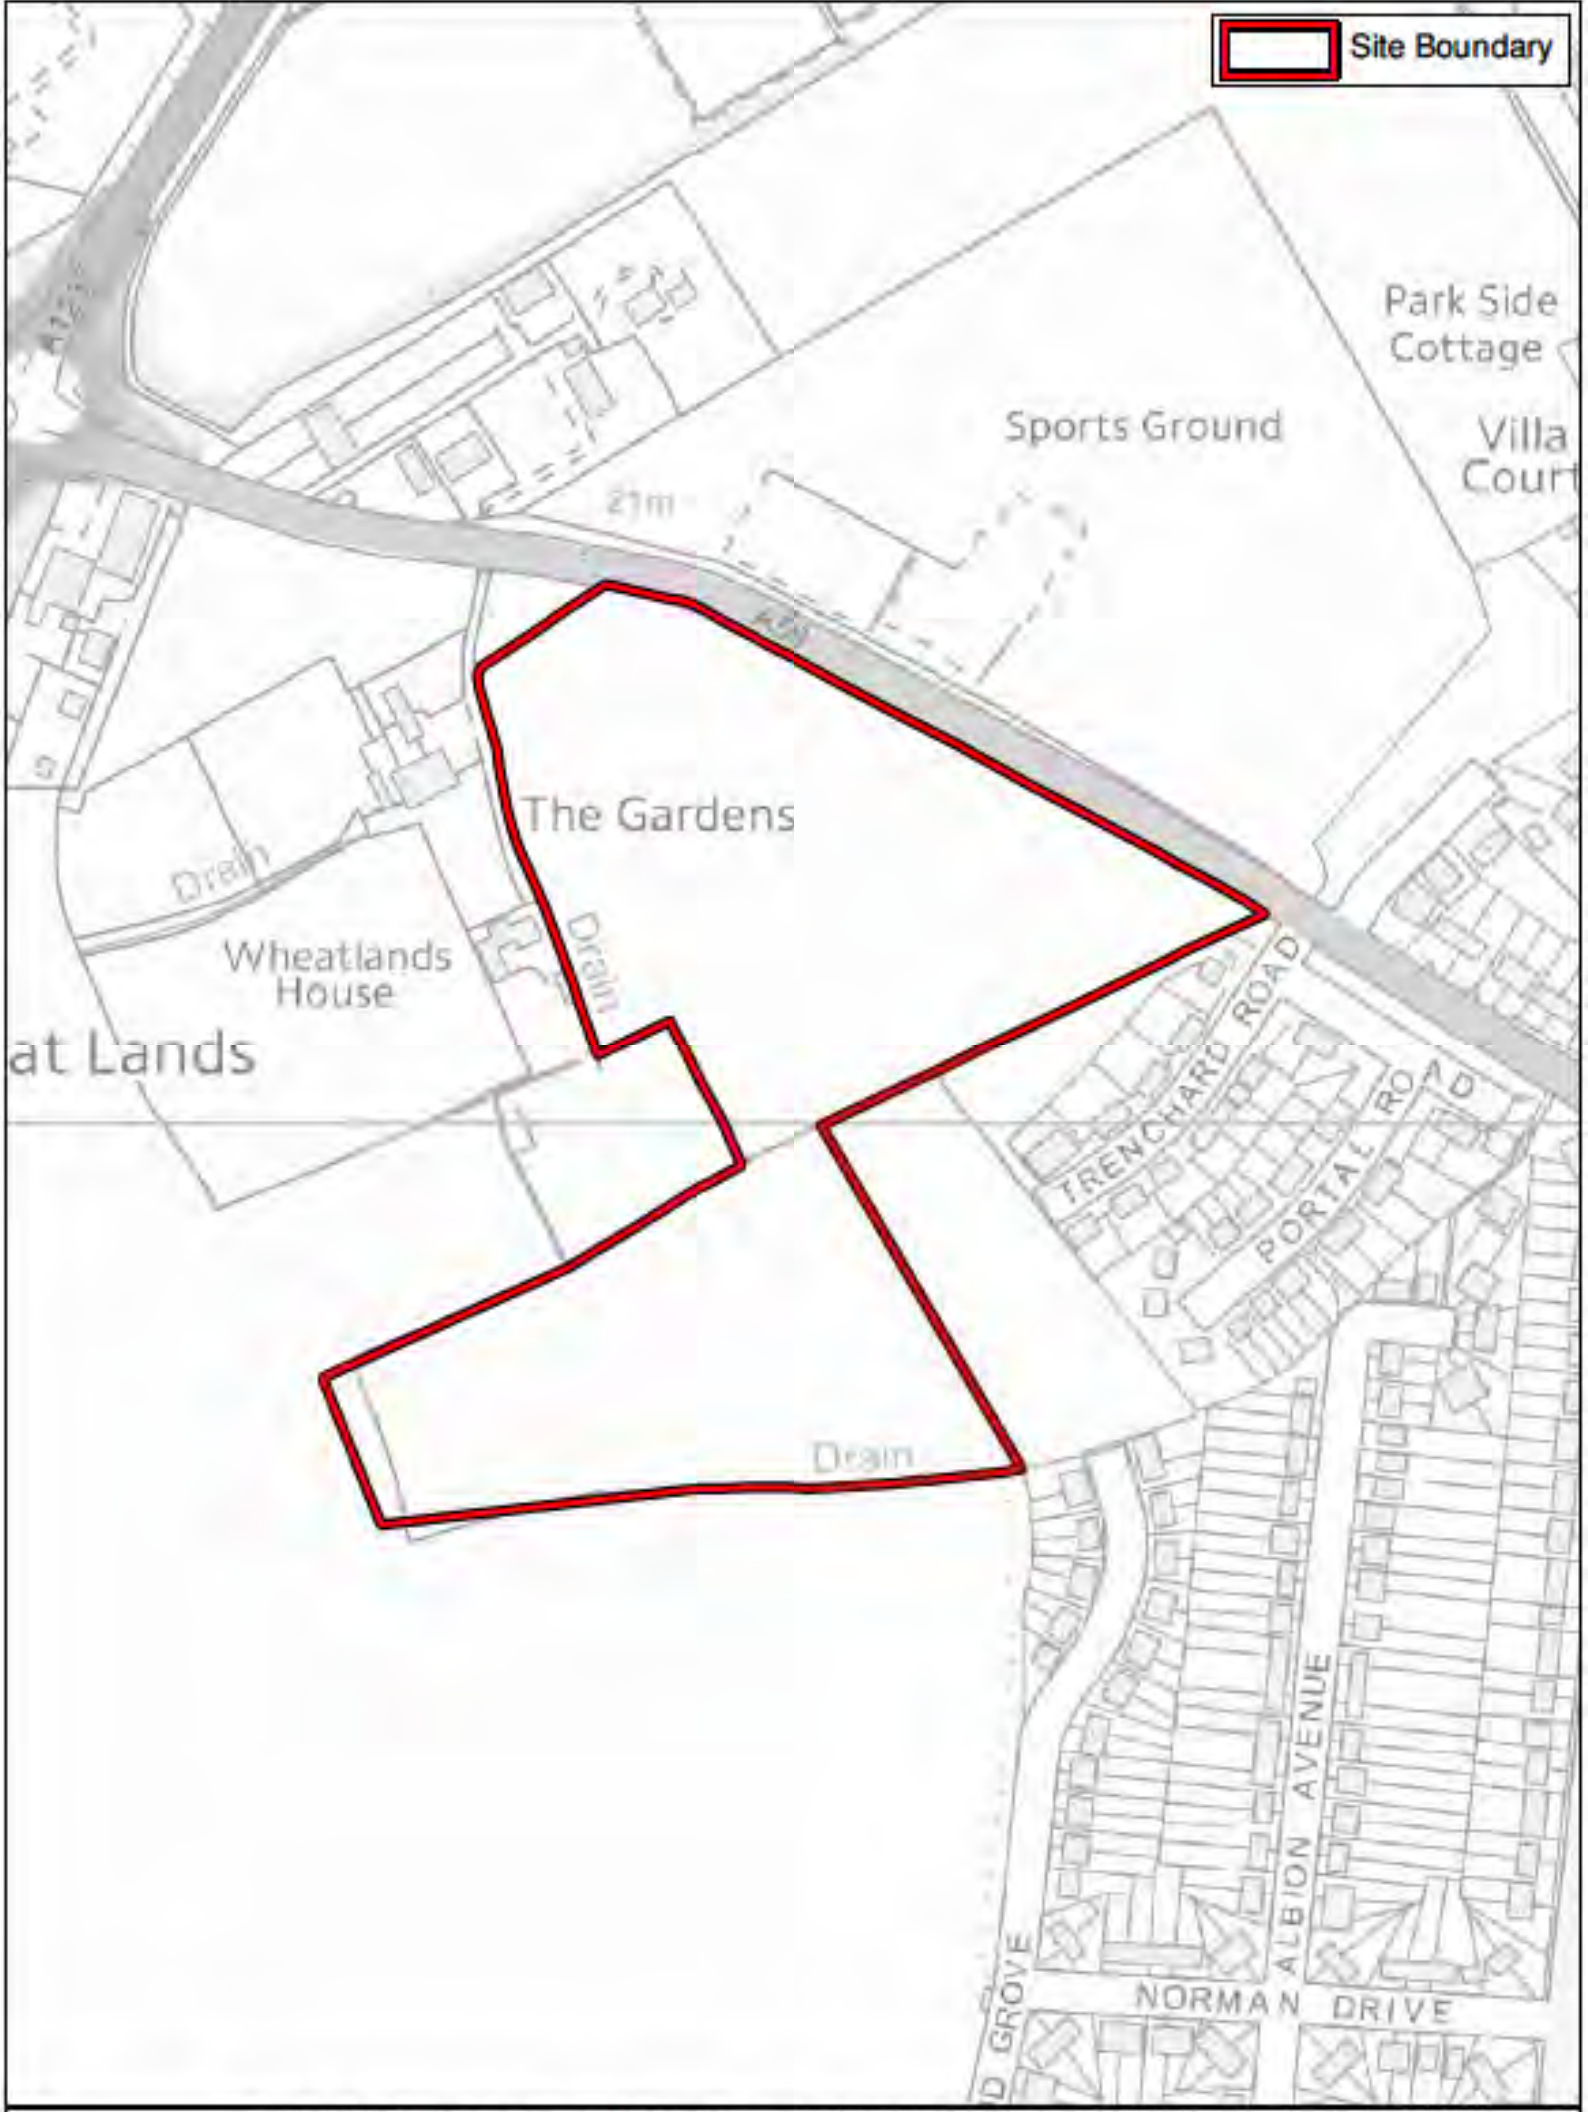 Site Boundary
Park Side
Cottage
Sports Ground
Villa
Court
21m
The Gardens
Drain
Drain
Wheatlands
House
at Lands
TRENCHARD ROAD
PORTAL ROAD
Drain
ALBION AVENUE
NORMAN DRIVE
GROVE